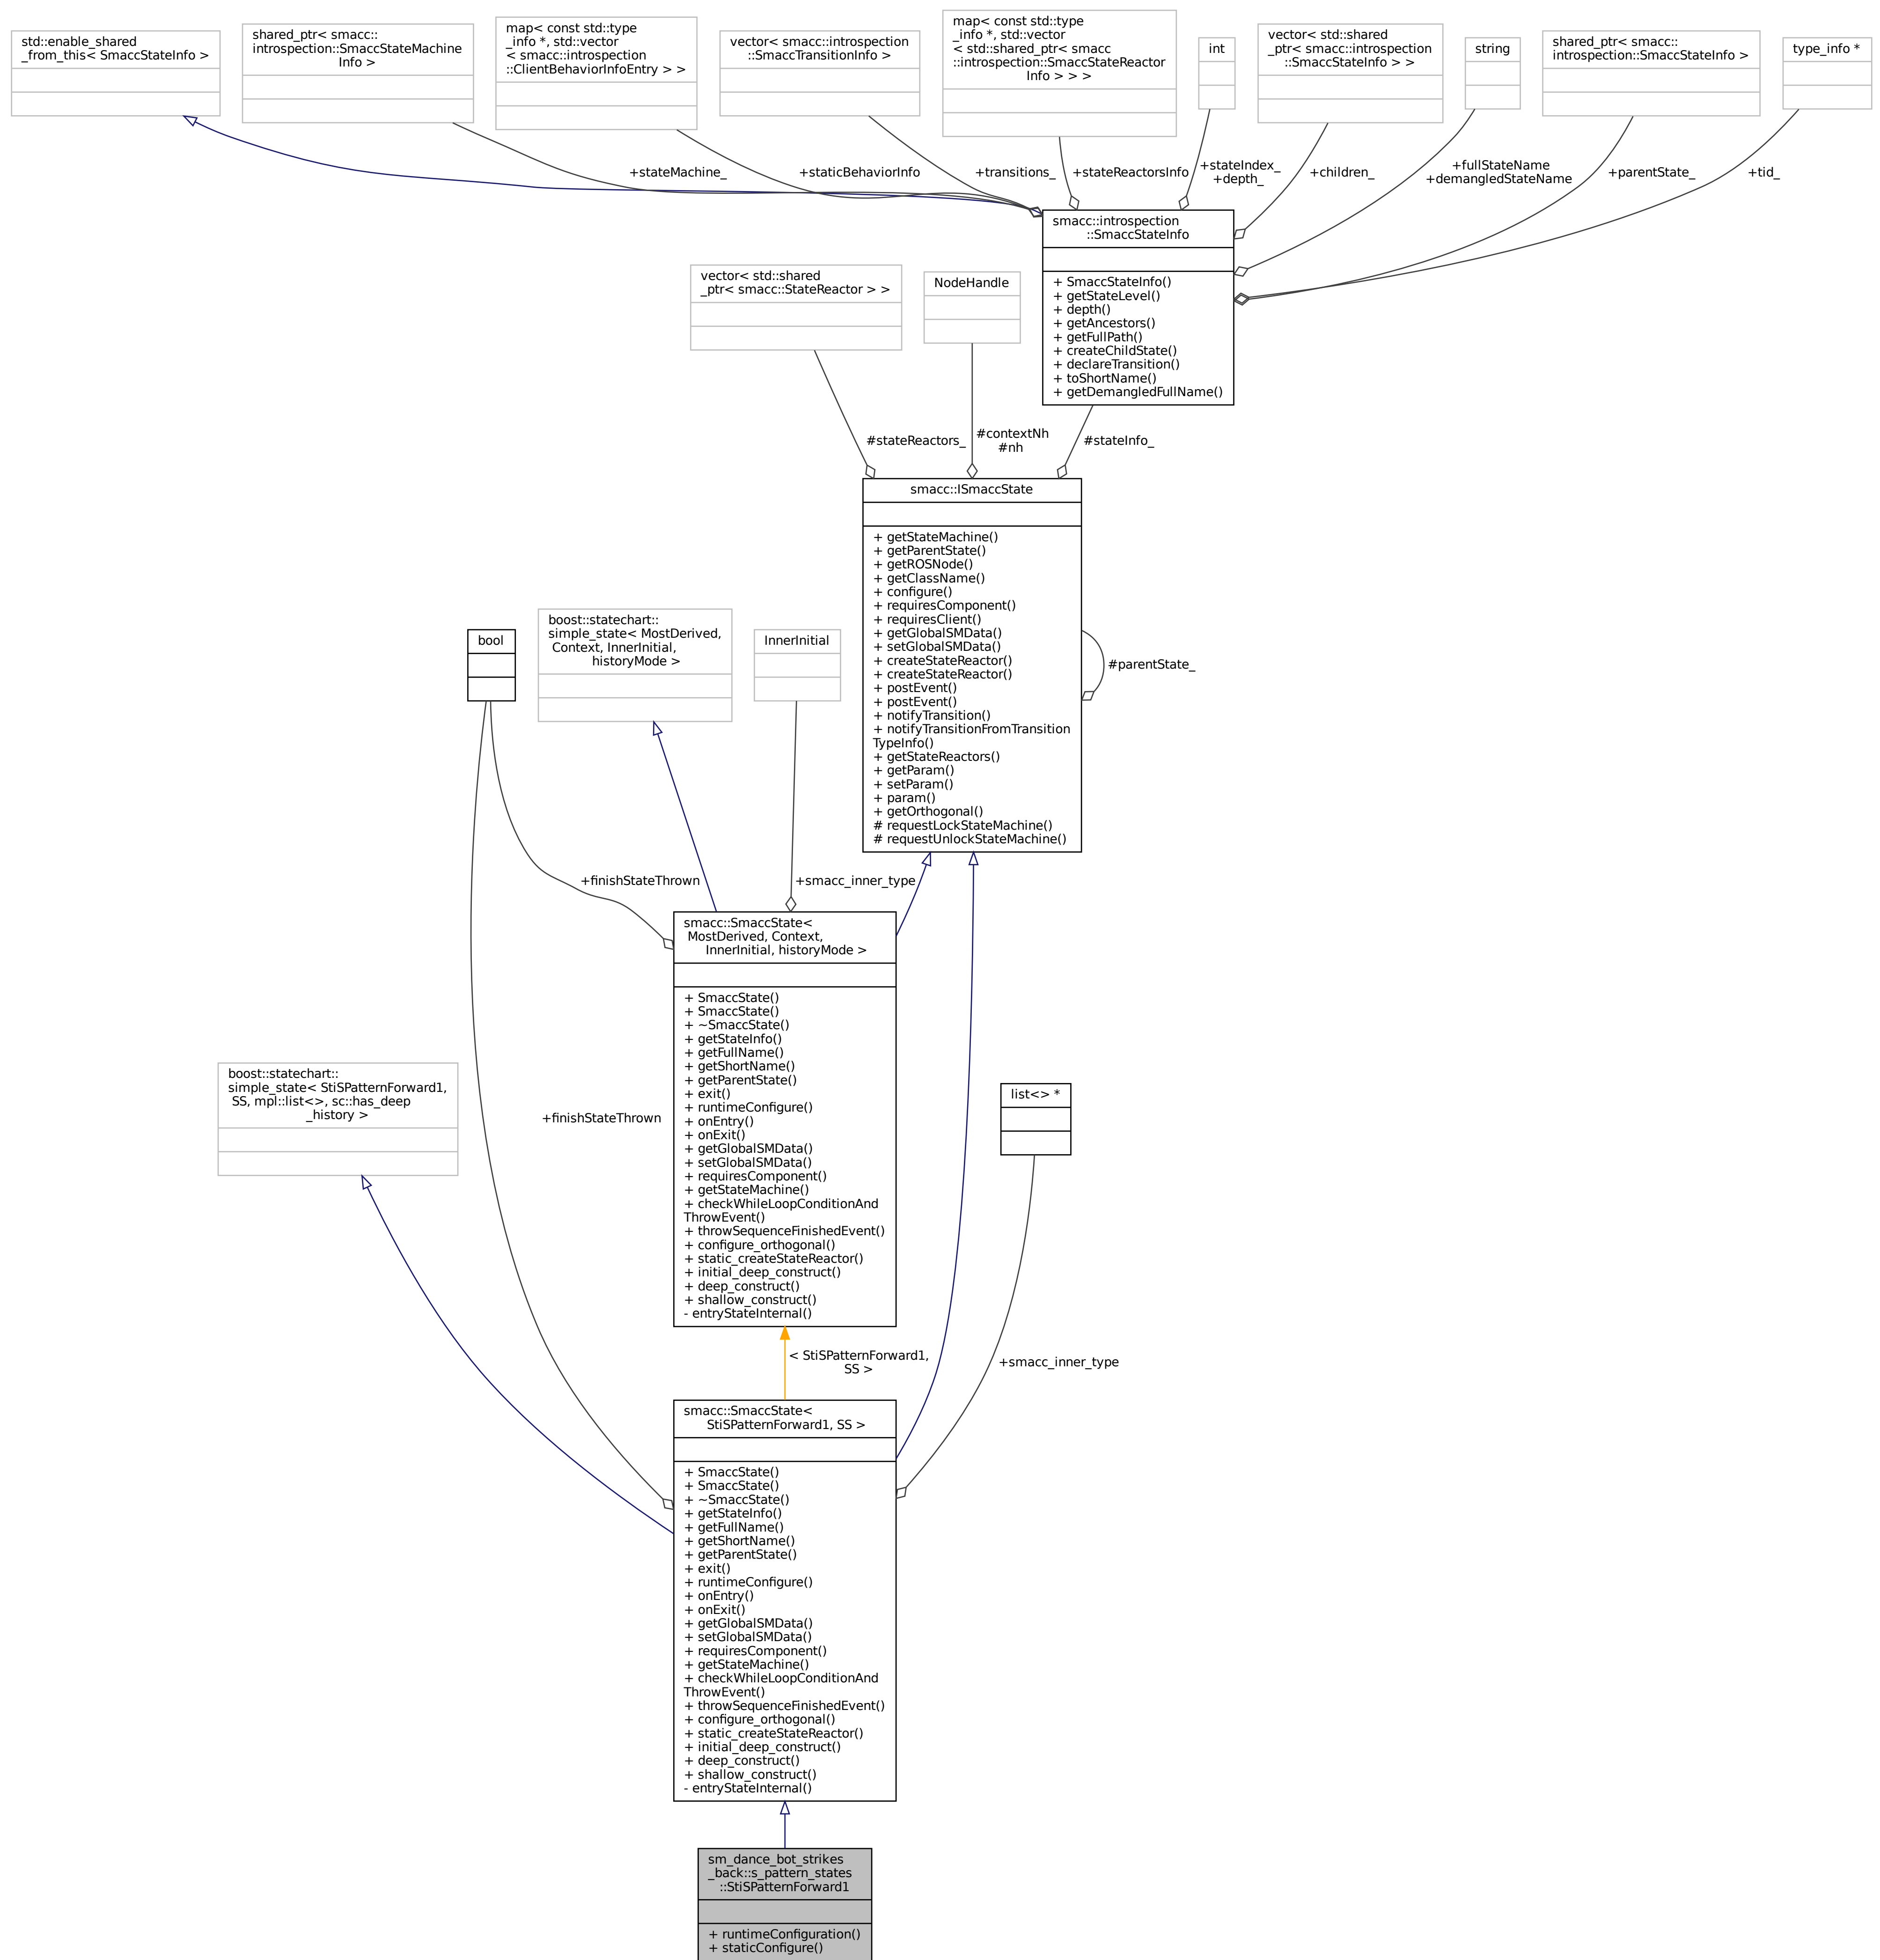 std::enable_shared
_from_this< SmaccStateInfo >
shared_ptr< smacc::
introspection::SmaccStateMachine
Info >
map< const std::type
_info *, std::vector
< smacc::introspection
::ClientBehaviorInfoEntry > >
vector< smacc::introspection
::SmaccTransitionInfo >
map< const std::type
_info *, std::vector
< std::shared_ptr< smacc
::introspection::SmaccStateReactor
Info > > >
int
vector< std::shared
_ptr< smacc::introspection
::SmaccStateInfo > >
string
shared_ptr< smacc::
introspection::SmaccStateInfo >
type_info *
+stateMachine_
+staticBehaviorInfo
+transitions_
+stateReactorsInfo
+stateIndex_
+depth_
+children_
+fullStateName
+demangledStateName
+parentState_
+tid_
smacc::introspection
::SmaccStateInfo
+ SmaccStateInfo()
+ getStateLevel()
+ depth()
+ getAncestors()
+ getFullPath()
+ createChildState()
+ declareTransition()
+ toShortName()
+ getDemangledFullName()
vector< std::shared
_ptr< smacc::StateReactor > >
NodeHandle
#stateReactors_
#contextNh
#nh
#stateInfo_
smacc::ISmaccState
+ getStateMachine()
+ getParentState()
+ getROSNode()
+ getClassName()
+ configure()
+ requiresComponent()
+ requiresClient()
+ getGlobalSMData()
+ setGlobalSMData()
+ createStateReactor()
+ createStateReactor()
+ postEvent()
+ postEvent()
+ notifyTransition()
+ notifyTransitionFromTransition
TypeInfo()
+ getStateReactors()
+ getParam()
+ setParam()
+ param()
+ getOrthogonal()
# requestLockStateMachine()
# requestUnlockStateMachine()
#parentState_
bool
boost::statechart::
simple_state< MostDerived,
Context, InnerInitial,
historyMode >
InnerInitial
+finishStateThrown
+smacc_inner_type
smacc::SmaccState<
MostDerived, Context,
InnerInitial, historyMode >
+ SmaccState()
+ SmaccState()
+ ~SmaccState()
+ getStateInfo()
+ getFullName()
+ getShortName()
+ getParentState()
+ exit()
+ runtimeConfigure()
+ onEntry()
+ onExit()
+ getGlobalSMData()
+ setGlobalSMData()
+ requiresComponent()
+ getStateMachine()
+ checkWhileLoopConditionAnd
ThrowEvent()
+ throwSequenceFinishedEvent()
+ configure_orthogonal()
+ static_createStateReactor()
+ initial_deep_construct()
+ deep_construct()
+ shallow_construct()
- entryStateInternal()
boost::statechart::
simple_state< StiSPatternForward1,
SS, mpl::list<>, sc::has_deep
_history >
+finishStateThrown
list<> *
< StiSPatternForward1,
SS >
+smacc_inner_type
smacc::SmaccState<
StiSPatternForward1, SS >
+ SmaccState()
+ SmaccState()
+ ~SmaccState()
+ getStateInfo()
+ getFullName()
+ getShortName()
+ getParentState()
+ exit()
+ runtimeConfigure()
+ onEntry()
+ onExit()
+ getGlobalSMData()
+ setGlobalSMData()
+ requiresComponent()
+ getStateMachine()
+ checkWhileLoopConditionAnd
ThrowEvent()
+ throwSequenceFinishedEvent()
+ configure_orthogonal()
+ static_createStateReactor()
+ initial_deep_construct()
+ deep_construct()
+ shallow_construct()
- entryStateInternal()
sm_dance_bot_strikes
_back::s_pattern_states
::StiSPatternForward1
+ runtimeConfiguration()
+ staticConfigure()